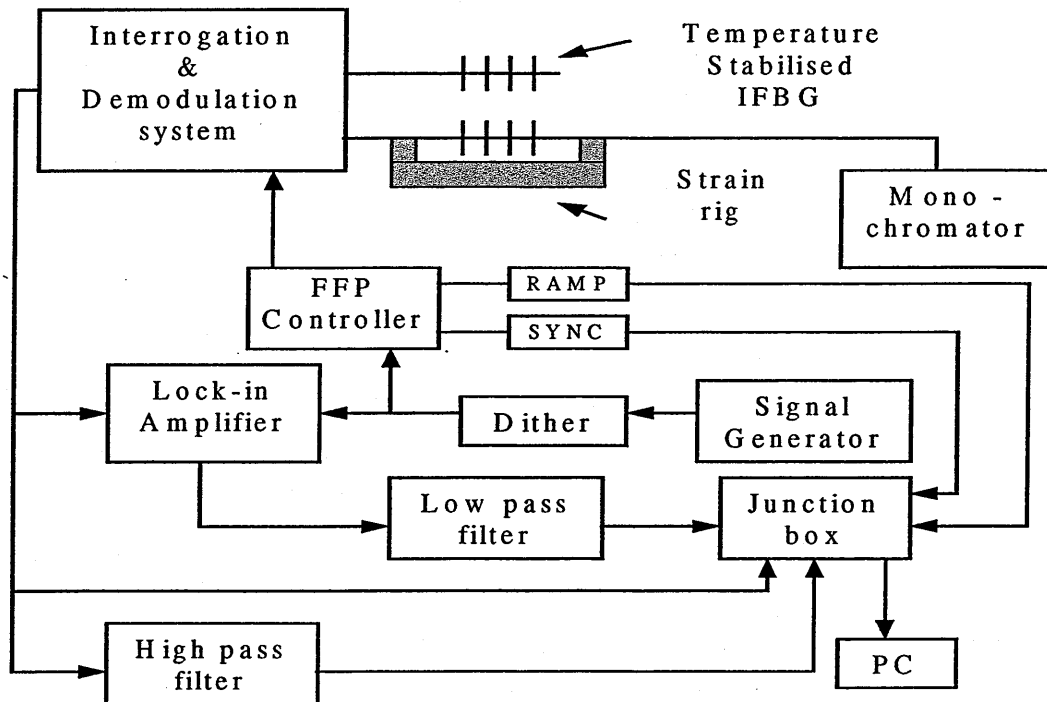 Interrogation
&
Demodulation
system
Temperature
Stabilised
IFBG
Strain
rig
Mono -
chromator
FFP
Controller
RAMP
SYNC
Lock-in
Amplifier
Dither
Signal
Generator
Low pass
filter
Junction
box
High pass
filter
PC